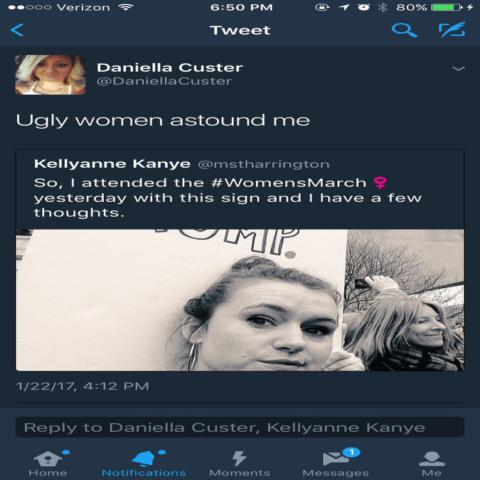 Verizon 6:50 PM 80%
Tweet
Daniella Custer
@DaniellaCuster
Ugly women astound me
Kellyanne Kanye @mstharrington
So, I attended the #WomensMarch
yesterday with this sign and I have a few
thoughts.
1/22/17, 4:12 PM
Reply to Daniella Custer, Kellyanne Kanye
1
Home Notifications Moments Messages Me